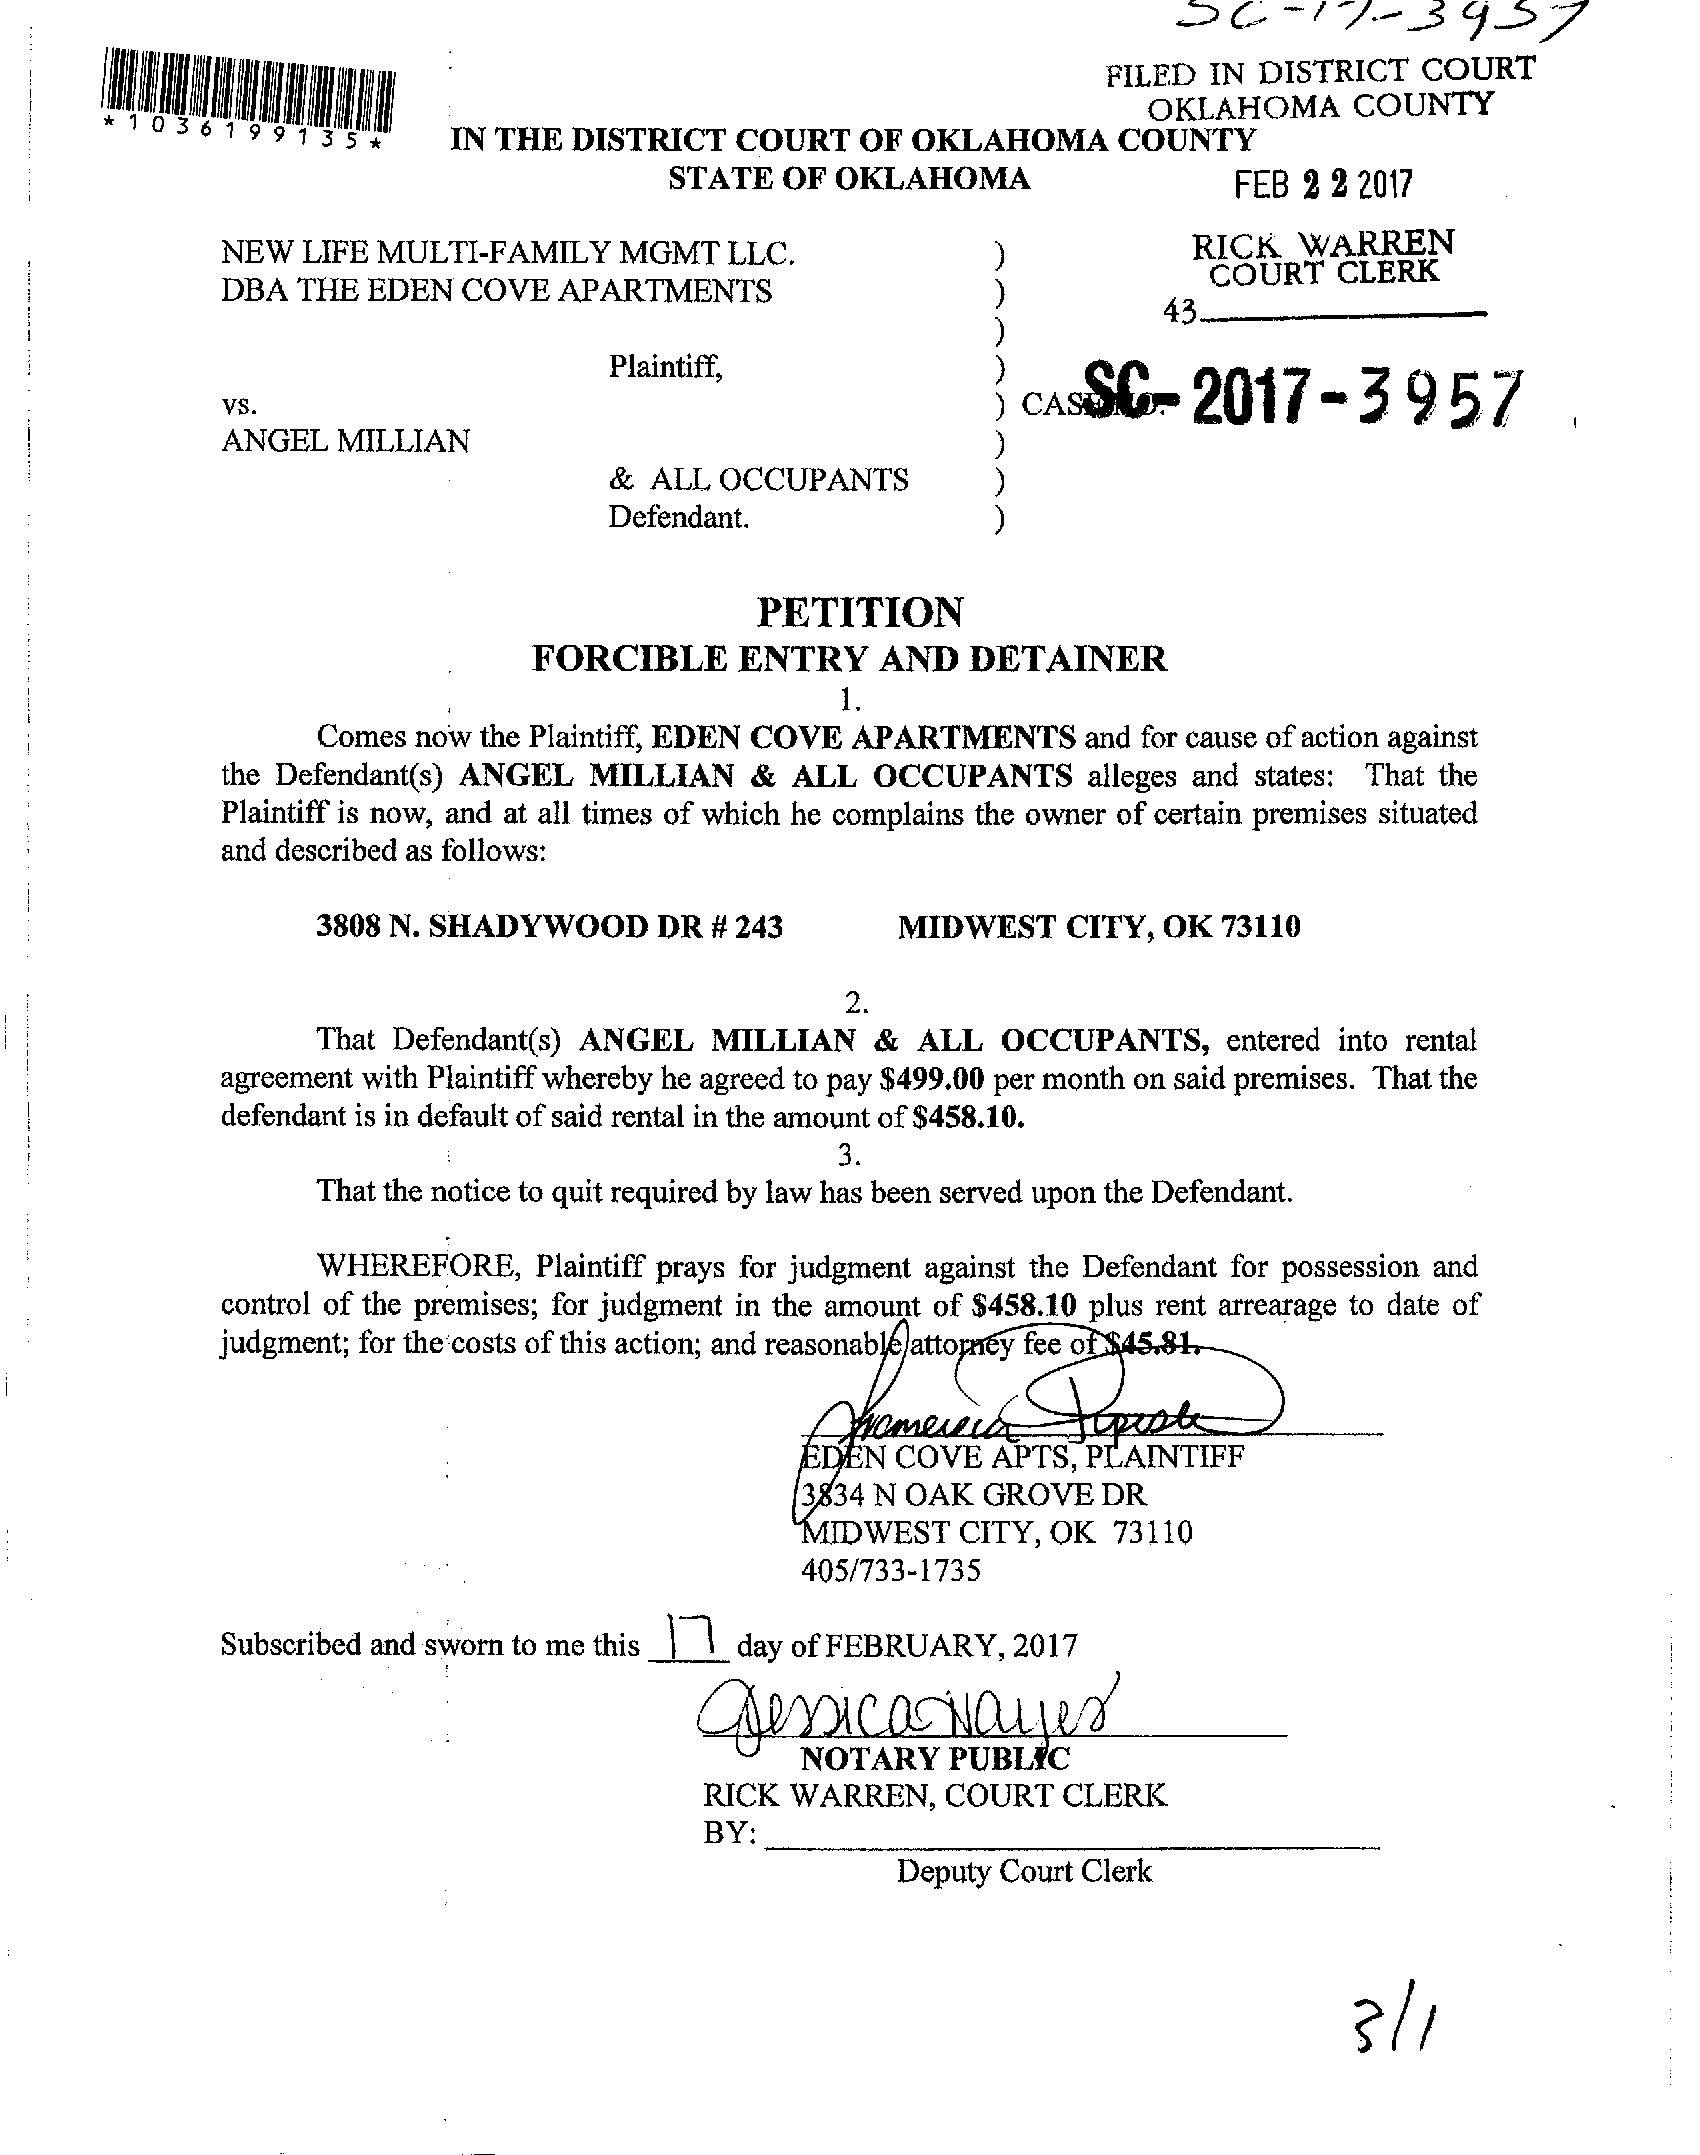 SC-17-3957
FILED IN DISTRICT COURT
OKLAHOMA COUNTY
*1036199135*
IN THE DISTRICT COURT OF OKLAHOMA COUNTY
STATE OF OKLAHOMA
FEB 22 2017
NEW LIFE MULTI-FAMILY MGMT LLC. )
DBA THE EDEN COVE APARTMENTS )
)
RICK WARREN
COURT CLERK
43
Plaintiff, )
vs. ) CASE NO. SC-2017-3957
ANGEL MILLIAN )
& ALL OCCUPANTS )
Defendant. )
PETITION
FORCIBLE ENTRY AND DETAINER
1.
Comes now the Plaintiff, EDEN COVE APARTMENTS and for cause of action against
the Defendant(s) ANGEL MILLIAN & ALL OCCUPANTS alleges and states: That the
Plaintiff is now, and at all times of which he complains the owner of certain premises situated
and described as follows:
3808 N. SHADYWOOD DR # 243 MIDWEST CITY, OK 73110
2.
That Defendant(s) ANGEL MILLIAN & ALL OCCUPANTS, entered into rental
agreement with Plaintiff whereby he agreed to pay $499.00 per month on said premises. That the
defendant is in default of said rental in the amount of $458.10.
3.
That the notice to quit required by law has been served upon the Defendant.
WHEREFORE, Plaintiff prays for judgment against the Defendant for possession and
control of the premises; for judgment in the amount of $458.10 plus rent arrearage to date of
judgment; for the costs of this action; and reasonable attorney fee of $45.81.
EDEN COVE APTS, PLAINTIFF
3834 N OAK GROVE DR
MIDWEST CITY, OK 73110
405/733-1735
Subscribed and sworn to me this 17 day of FEBRUARY, 2017
Jessica Hayes
NOTARY PUBLIC
RICK WARREN, COURT CLERK
BY:
Deputy Court Clerk
3/1